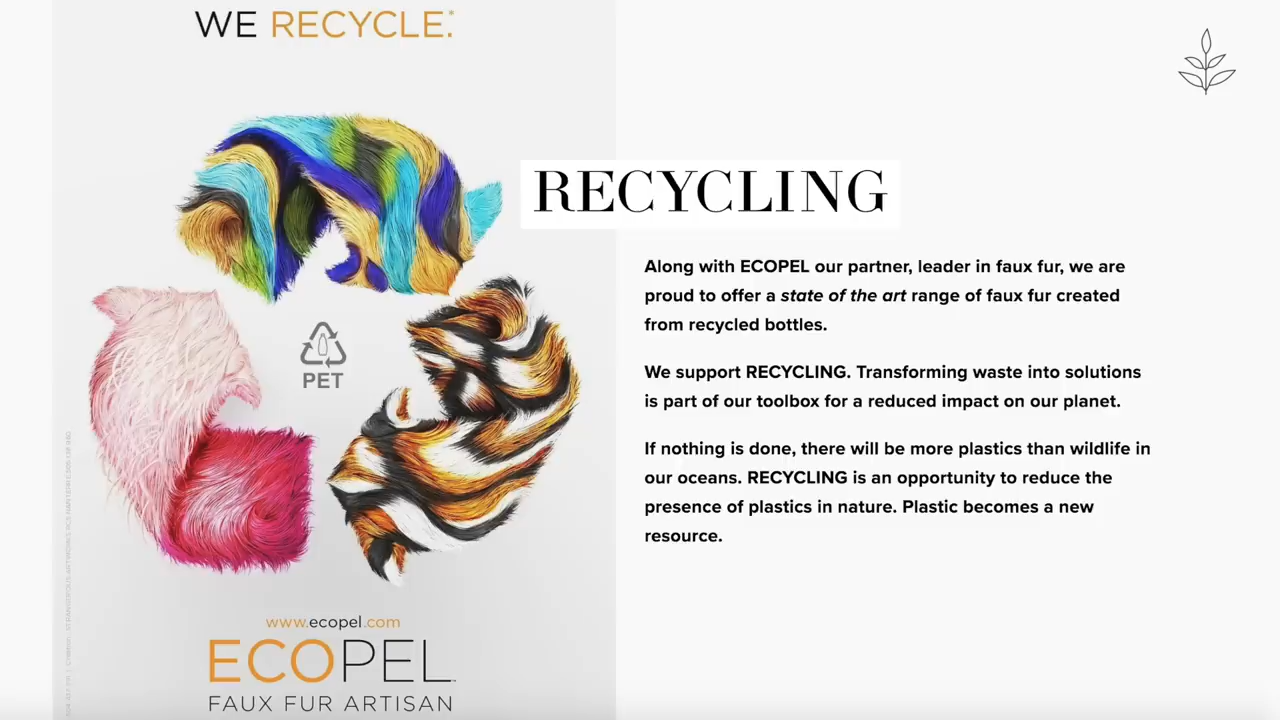 WE RECYCLE.*
RECYCLING
Along with ECOPEL our partner, leader in faux fur, we are
proud to offer a state of the art range of faux fur created
from recycled bottles.
We support RECYCLING. Transforming waste into solutions
is part of our toolbox for a reduced impact on our planet.
If nothing is done, there will be more plastics than wildlife in
our oceans. RECYCLING is an opportunity to reduce the
presence of plastics in nature. Plastic becomes a new
resource.
PET
www.ecopel.com
ECOPEL
FAUX FUR ARTISAN